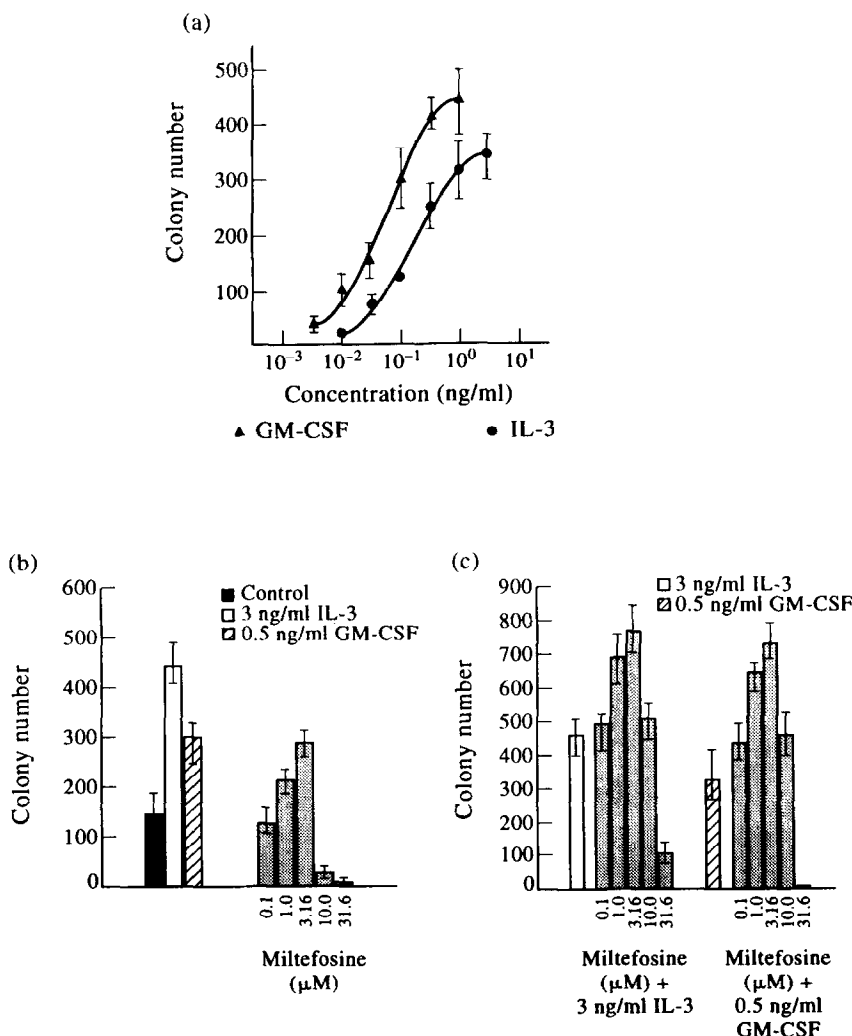 (a)
Colony number
500
400
300
200
100
10⁻³ 10⁻² 10⁻¹ 10⁰ 10¹
Concentration (ng/ml)
▲ GM-CSF ● IL-3
(b)
Colony number
600
500
400
300
200
100
0
Control
3 ng/ml IL-3
0.5 ng/ml GM-CSF
0.1 1.0 3.16 10.0 31.6
Miltefosine
(μM)
(c)
Colony number
900
800
700
600
500
400
300
200
100
0
3 ng/ml IL-3
0.5 ng/ml GM-CSF
0.1 1.0 3.16 10.0 31.6
Miltefosine
(μM) +
3 ng/ml IL-3
0.1 1.0 3.16 10.0 31.6
Miltefosine
(μM) +
0.5 ng/ml
GM-CSF